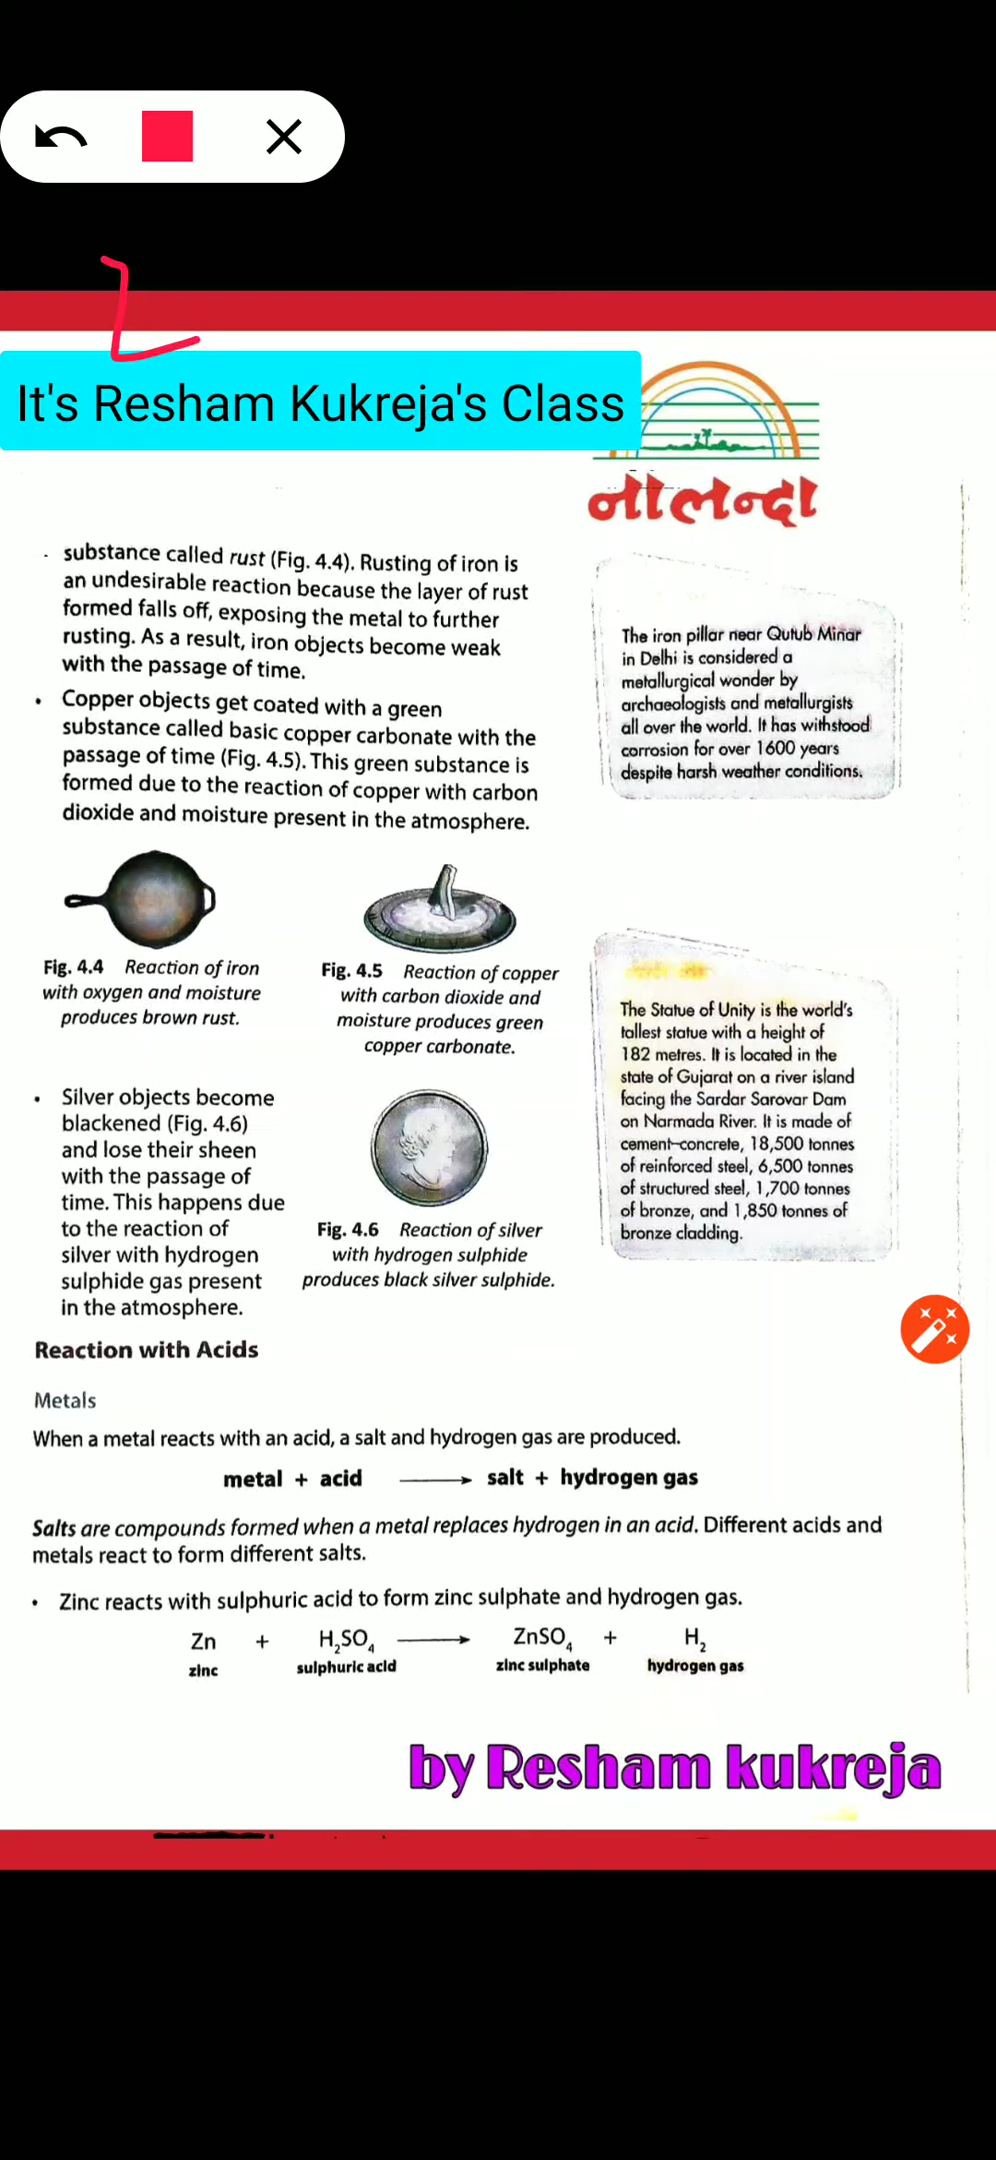 It's Resham Kukreja's Class
नालन्दा
substance called rust (Fig. 4.4). Rusting of iron is
an undesirable reaction because the layer of rust
formed falls off, exposing the metal to further
rusting. As a result, iron objects become weak
with the passage of time.
• Copper objects get coated with a green
substance called basic copper carbonate with the
passage of time (Fig. 4.5). This green substance is
formed due to the reaction of copper with carbon
dioxide and moisture present in the atmosphere.
The iron pillar near Qutub Minar
in Delhi is considered a
metallurgical wonder by
archaeologists and metallurgists
all over the world. It has withstood
corrosion for over 1600 years
despite harsh weather conditions.
Fig. 4.4 Reaction of iron
with oxygen and moisture
produces brown rust.
Fig. 4.5 Reaction of copper
with carbon dioxide and
moisture produces green
copper carbonate.
The Statue of Unity is the world's
tallest statue with a height of
182 metres. It is located in the
state of Gujarat on a river island
facing the Sardar Sarovar Dam
on Narmada River. It is made of
cement–concrete, 18,500 tonnes
of reinforced steel, 6,500 tonnes
of structured steel, 1,700 tonnes
of bronze, and 1,850 tonnes of
bronze cladding.
• Silver objects become
blackened (Fig. 4.6)
and lose their sheen
with the passage of
time. This happens due
to the reaction of
silver with hydrogen
sulphide gas present
in the atmosphere.
Fig. 4.6 Reaction of silver
with hydrogen sulphide
produces black silver sulphide.
Reaction with Acids
Metals
When a metal reacts with an acid, a salt and hydrogen gas are produced.
metal + acid ⟶ salt + hydrogen gas
Salts are compounds formed when a metal replaces hydrogen in an acid. Different acids and
metals react to form different salts.
• Zinc reacts with sulphuric acid to form zinc sulphate and hydrogen gas.
Zn + H₂SO₄ ⟶ ZnSO₄ + H₂
zinc sulphuric acid zinc sulphate hydrogen gas
by Resham kukreja